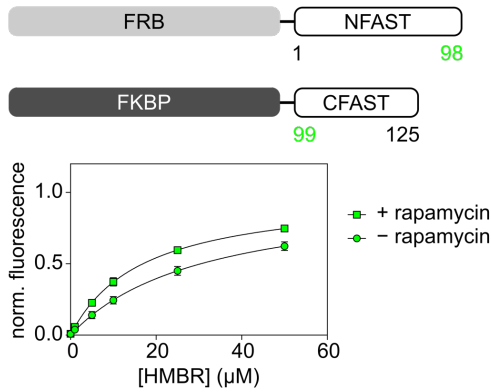 FRB NFAST
1 98
FKBP CFAST
99 125
norm. fluorescence
1.0
0.5
0.0
0 20 40 60
[HMBR] (µM)
+ rapamycin
− rapamycin